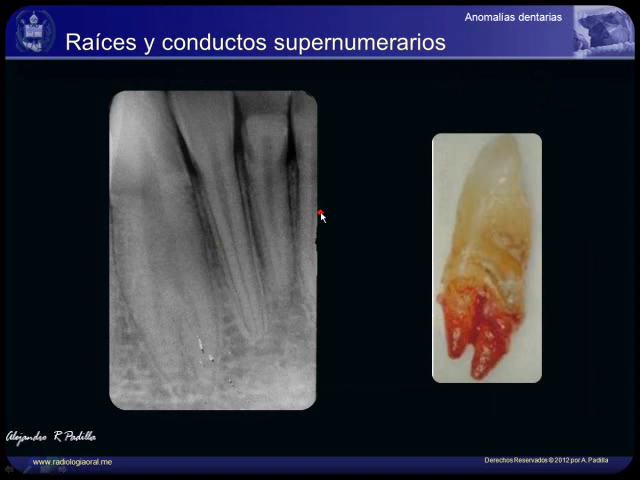 Anomalías dentarias
Raíces y conductos supernumerarios
Alejandro R Padilla
www.radiologiaoral.me
Derechos Reservados © 2012 por A. Padilla